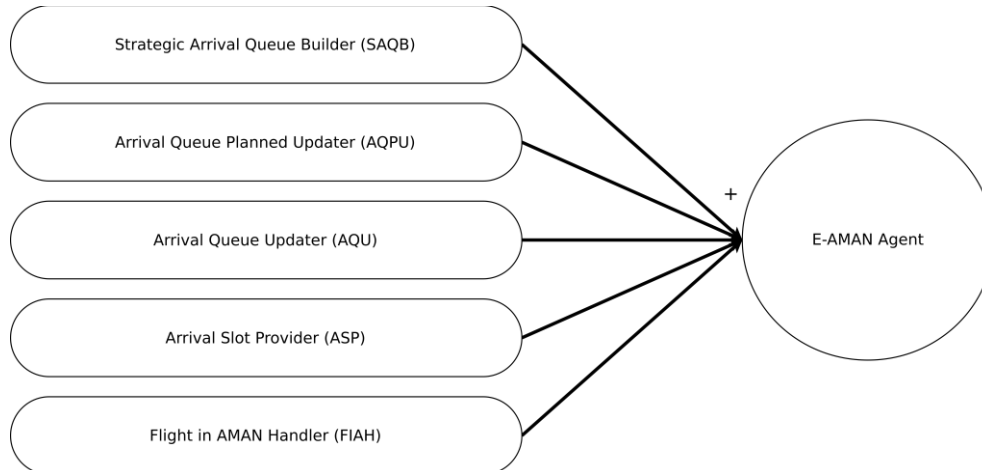 Strategic Arrival Queue Builder (SAQB)
Arrival Queue Planned Updater (AQPU)
+
Arrival Queue Updater (AQU)
E-AMAN Agent
Arrival Slot Provider (ASP)
Flight in AMAN Handler (FIAH)